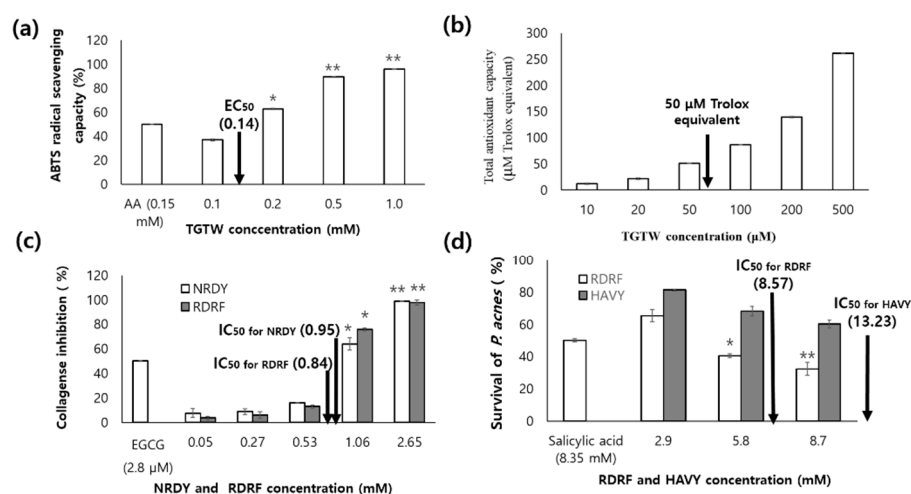 (a)
ABTS radical scavenging
capacity (%)
120
100
80
60
40
20
0
EC50
(0.14)
*
**
**
AA (0.15
mM)
0.1
0.2
0.5
1.0
TGTW conccentration (mM)
(b)
Total antioxidant capacity
(μM Trolox equivalent)
300
250
200
150
100
50
0
50 μM Trolox
equivalent
10
20
50
100
200
500
TGTW concentration (μM)
(c)
Collagense inhibition ( %)
120
100
80
60
40
20
0
NRDY
RDRF
IC50 for NRDY (0.95)
IC50 for RDRF (0.84)
*
*
**
**
EGCG
(2.8 μM)
0.05
0.27
0.53
1.06
2.65
NRDY and RDRF concentration (mM)
(d)
Survival of P. acnes ( %)
100
80
60
40
20
0
RDRF
HAVY
IC50 for RDRF
(8.57)
IC50 for HAVY
(13.23)
*
**
Salicylic acid
(8.35 mM)
2.9
5.8
8.7
RDRF and HAVY concentration (mM)